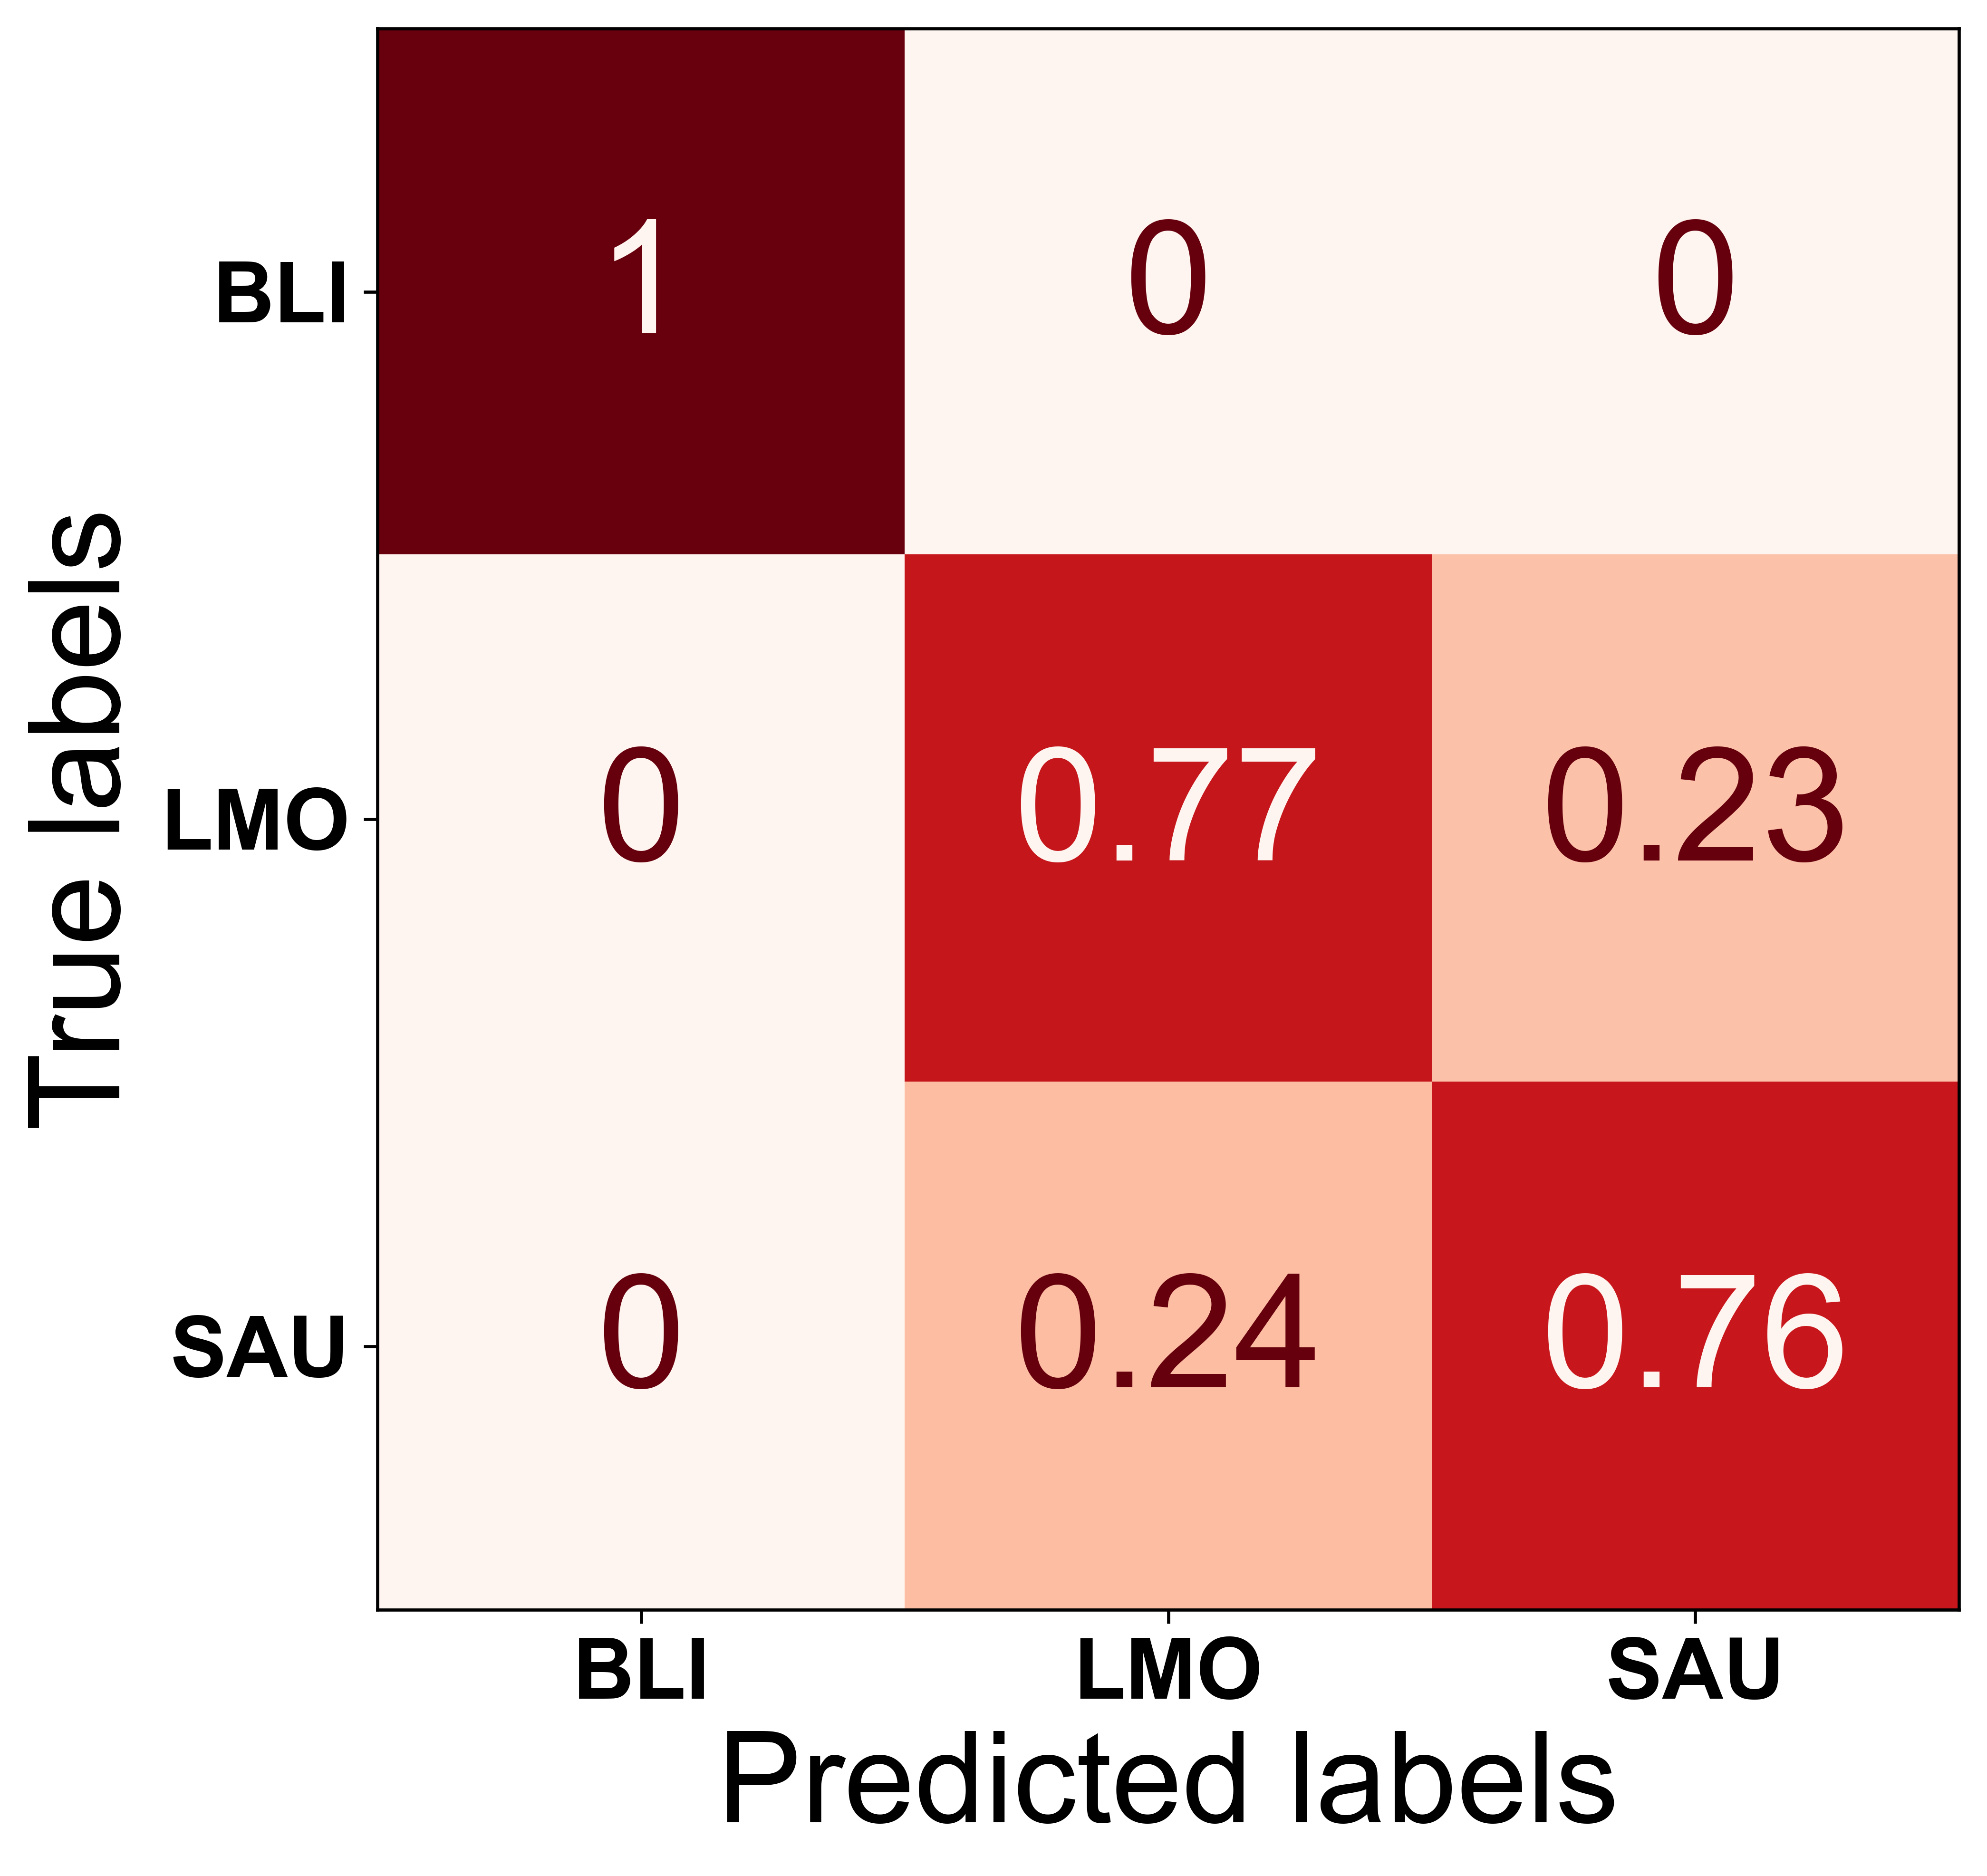 True labels
BLI 1 0 0
LMO 0 0.77 0.23
SAU 0 0.24 0.76
BLI LMO SAU
Predicted labels